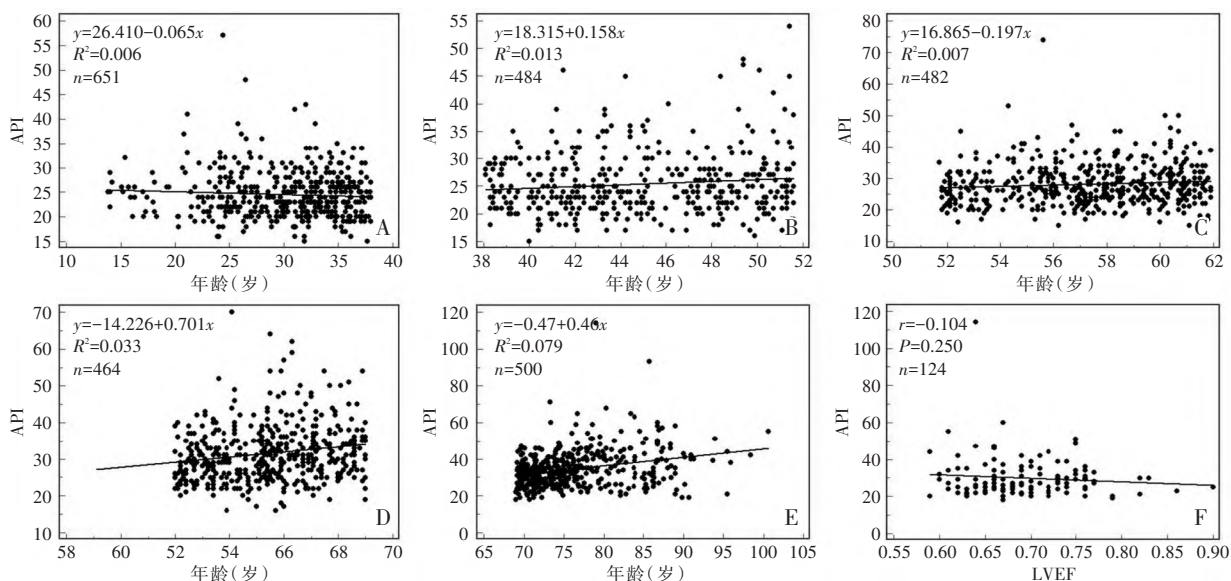 y=26.410−0.065x
R²=0.006
n=651
API
60
55
50
45
40
35
30
25
20
15
A
10 20 30 40
年龄(岁)
y=18.315+0.158x
R²=0.013
n=484
API
60
55
50
45
40
35
30
25
20
15
B
38 40 42 44 46 48 50 52
年龄(岁)
y=16.865−0.197x
R²=0.007
n=482
API
80
70
60
50
40
30
20
10
C
50 52 54 56 58 60 62
年龄(岁)
y=−14.226+0.701x
R²=0.033
n=464
API
70
60
50
40
30
20
10
D
58 60 52 54 66 68 70
年龄(岁)
y=−0.47+0.46x
R²=0.079
n=500
API
120
100
80
60
40
20
0
E
65 70 75 80 85 90 95 100 105
年龄(岁)
r=−0.104
P=0.250
n=124
API
120
100
80
60
40
20
0
F
0.55 0.60 0.65 0.70 0.75 0.80 0.85 0.90
LVEF